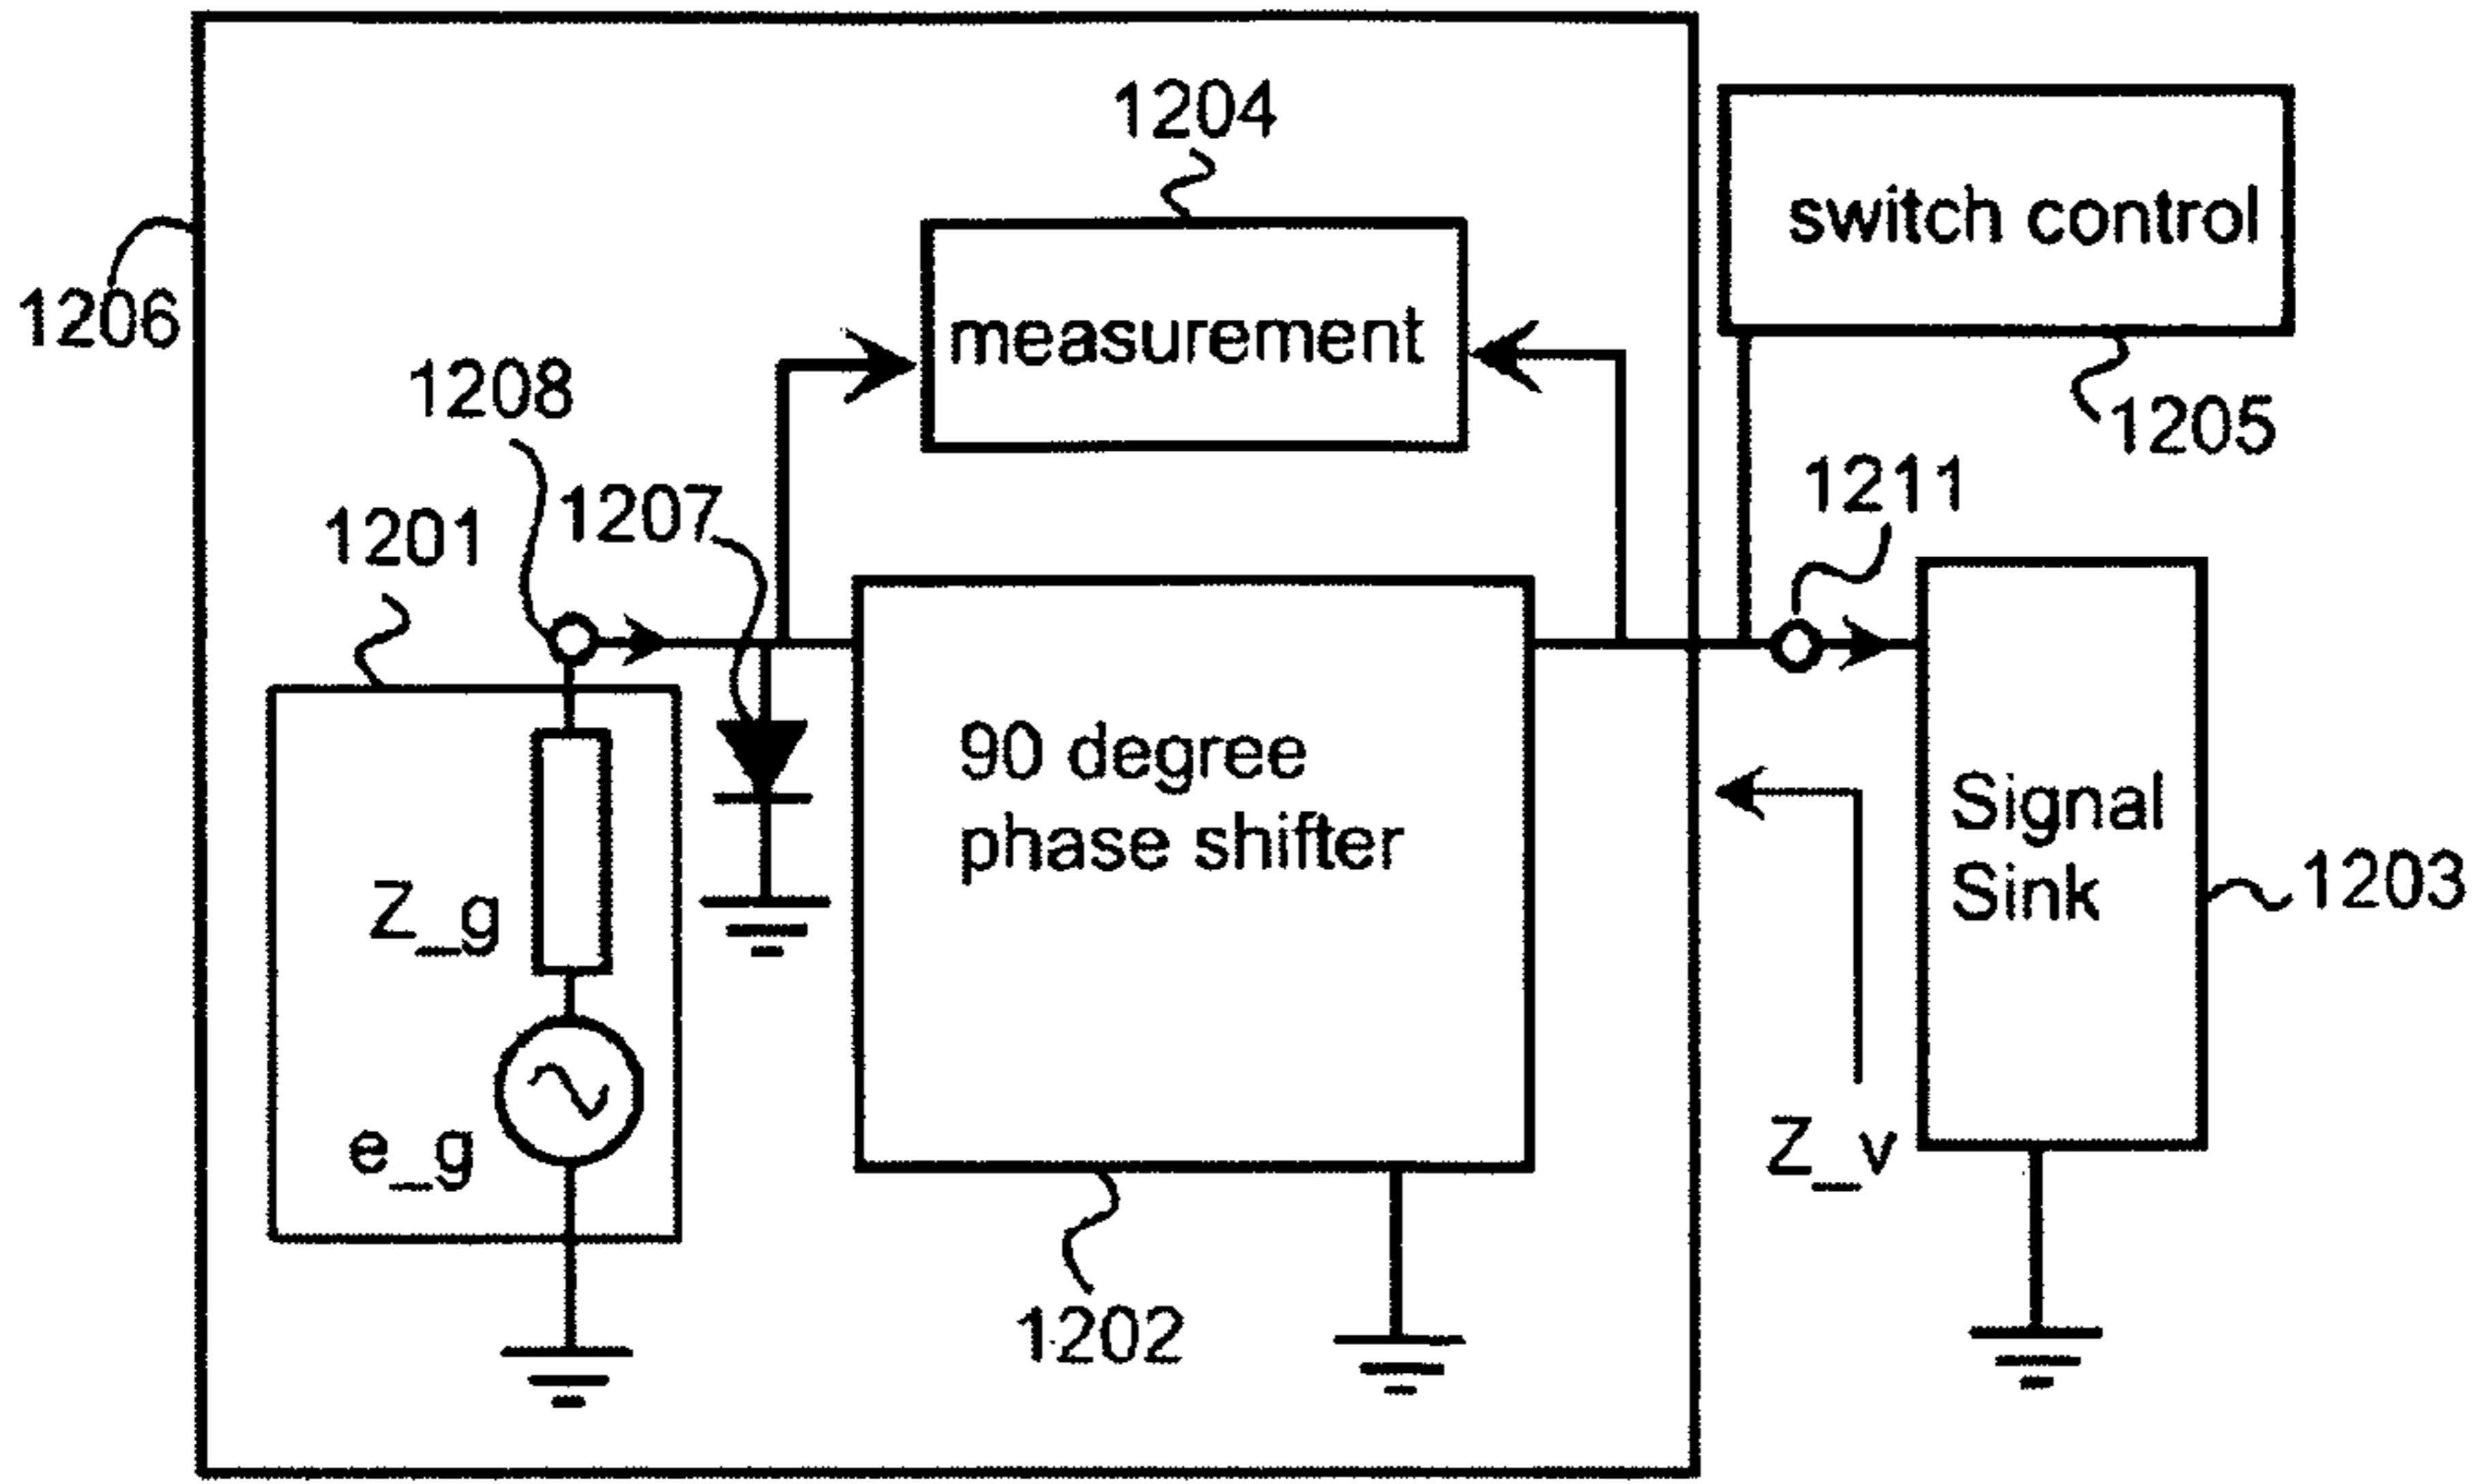 1204
switch control
1206
measurement
1208
1205
1207
1211
1201
90 degree
phase shifter
Signal
Sink
1203
Z_g
e_g
Z_v
1202